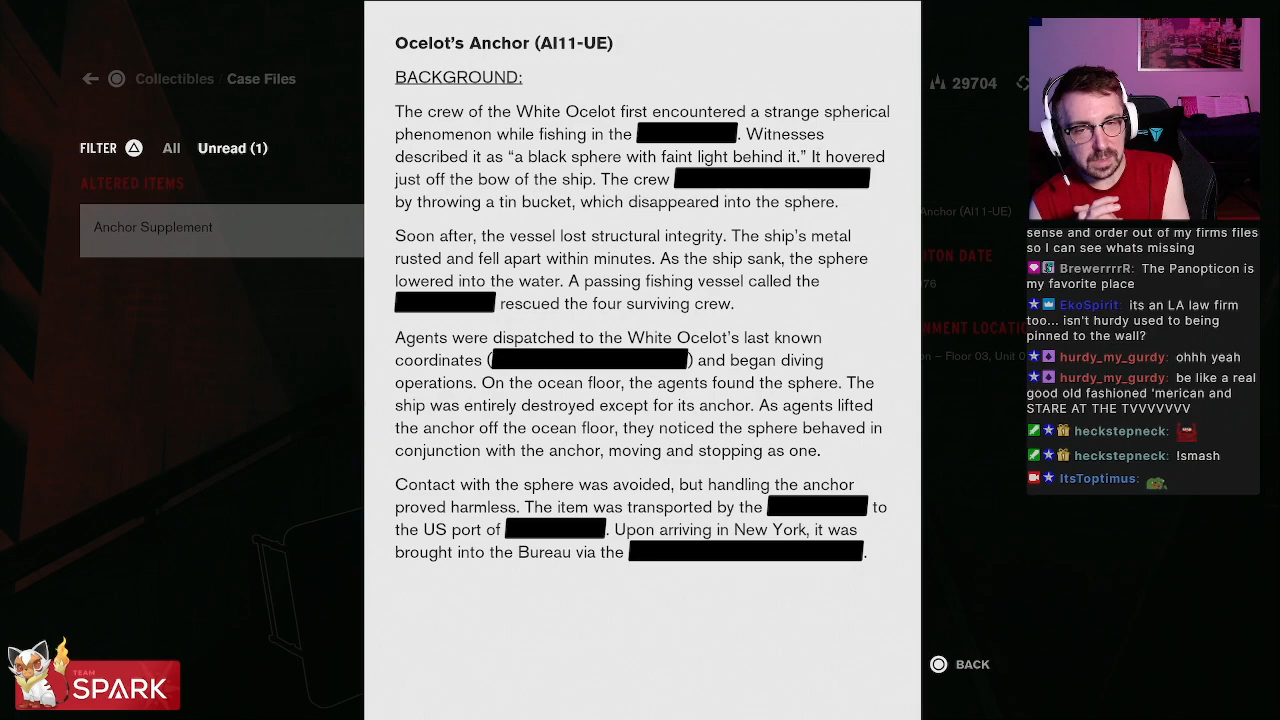 Ocelot's Anchor (AI11-UE)
BACKGROUND:
The crew of the White Ocelot first encountered a strange spherical
phenomenon while fishing in the . Witnesses
described it as “a black sphere with faint light behind it.” It hovered
just off the bow of the ship. The crew
by throwing a tin bucket, which disappeared into the sphere.
Soon after, the vessel lost structural integrity. The ship's metal
rusted and fell apart within minutes. As the ship sank, the sphere
lowered into the water. A passing fishing vessel called the
rescued the four surviving crew.
Agents were dispatched to the White Ocelot's last known
coordinates ( ) and began diving
operations. On the ocean floor, the agents found the sphere. The
ship was entirely destroyed except for its anchor. As agents lifted
the anchor off the ocean floor, they noticed the sphere behaved in
conjunction with the anchor, moving and stopping as one.
Contact with the sphere was avoided, but handling the anchor
proved harmless. The item was transported by the to
the US port of . Upon arriving in New York, it was
brought into the Bureau via the .
Collectibles / Case Files
FILTER All Unread (1)
ALTERED ITEMS
Anchor Supplement
29704
Anchor (AI11-UE)
ITON DATE
76
NMENT LOCATIO
n – Floor 03, Unit 0
BACK
sense and order out of my firms files
so I can see whats missing
BrewerrrrR: The Panopticon is
my favorite place
EkoSpirit: its an LA law firm
too... isn't hurdy used to being
pinned to the wall?
hurdy_my_gurdy: ohhh yeah
hurdy_my_gurdy: be like a real
good old fashioned 'merican and
STARE AT THE TVVVVVVV
heckstepneck:
heckstepneck: !smash
ItsToptimus:
TEAM
SPARK